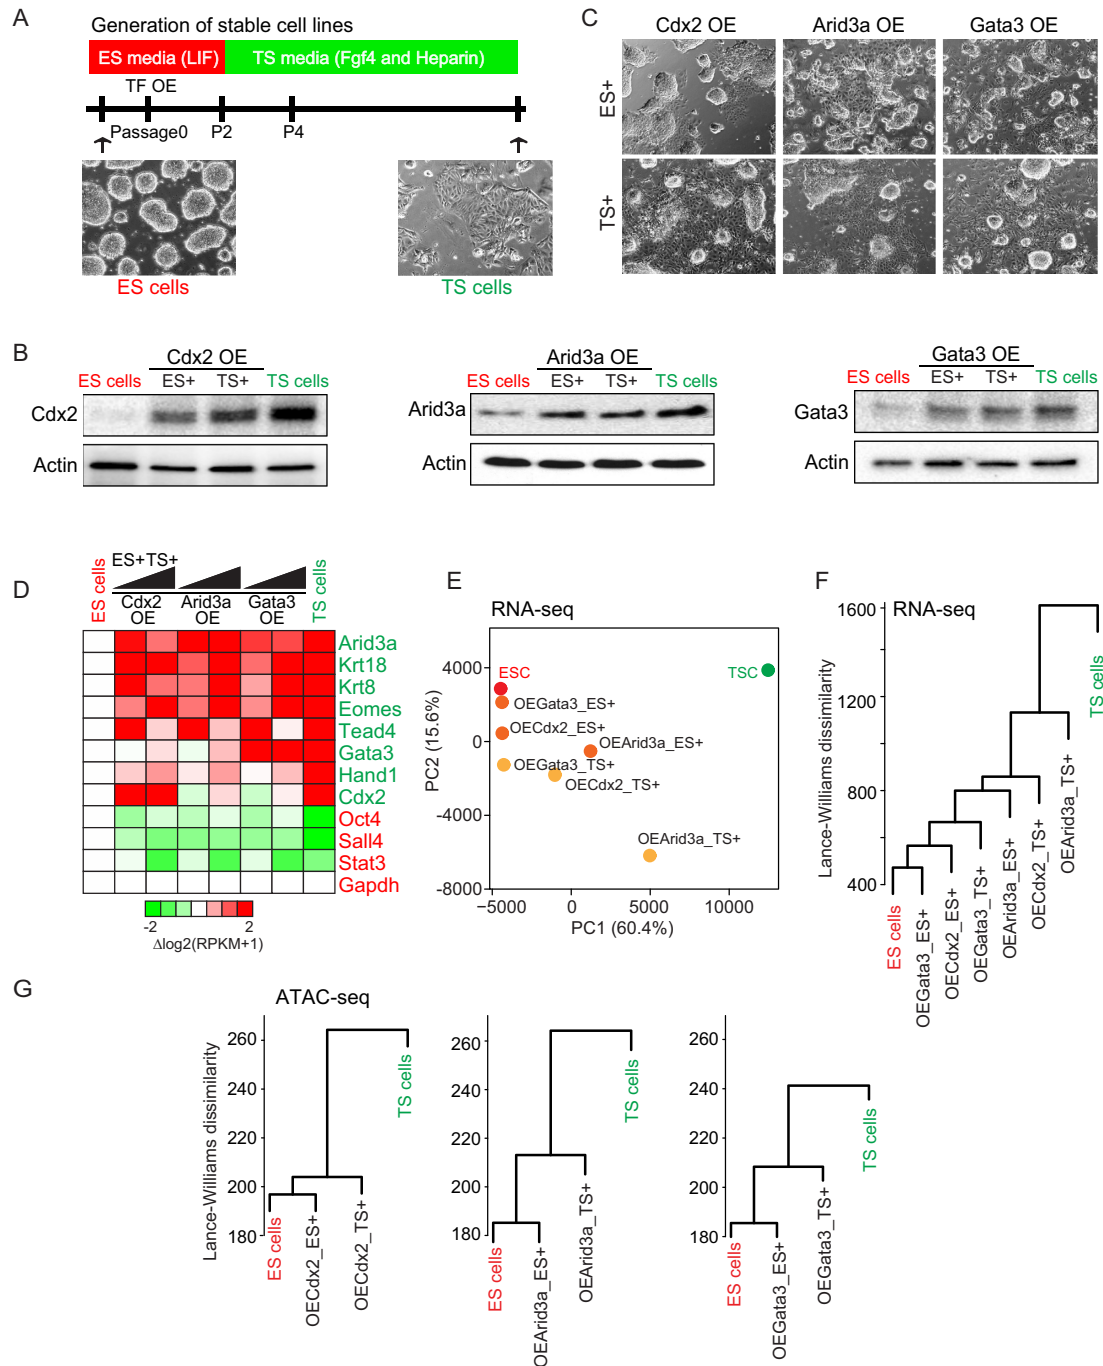 A
Generation of stable cell lines
ES media (LIF)
TS media (Fgf4 and Heparin)
TF OE
Passage0
P2
P4
ES cells
TS cells
C
Cdx2 OE
Arid3a OE
Gata3 OE
ES+
TS+
B
Cdx2 OE
ES cells
ES+
TS+
TS cells
Cdx2
Actin
Arid3a OE
ES cells
ES+
TS+
TS cells
Arid3a
Actin
Gata3 OE
ES cells
ES+
TS+
TS cells
Gata3
Actin
D
ES cells
ES+TS+
Cdx2 OE
Arid3a OE
Gata3 OE
TS cells
Arid3a
Krt18
Krt8
Eomes
Tead4
Gata3
Hand1
Cdx2
Oct4
Sall4
Stat3
Gapdh
-2
2
Δlog2(RPKM+1)
E
RNA-seq
PC2 (15.6%)
4000
0
-4000
-8000
ESC
TSC
OEGata3_ES+
OECdx2_ES+
OEArid3a_ES+
OEGata3_TS+
OECdx2_TS+
OEArid3a_TS+
-5000
0
5000
10000
PC1 (60.4%)
F
RNA-seq
Lance-Williams dissimilarity
1600
1200
800
400
ES cells
OEGata3_ES+
OECdx2_ES+
OEGata3_TS+
OEArid3a_ES+
OECdx2_TS+
OEArid3a_TS+
TS cells
G
ATAC-seq
Lance-Williams dissimilarity
260
240
220
200
180
ES cells
OECdx2_ES+
OECdx2_TS+
TS cells
260
240
220
200
180
ES cells
OEArid3a_ES+
OEArid3a_TS+
TS cells
260
240
220
200
180
ES cells
OEGata3_ES+
OEGata3_TS+
TS cells